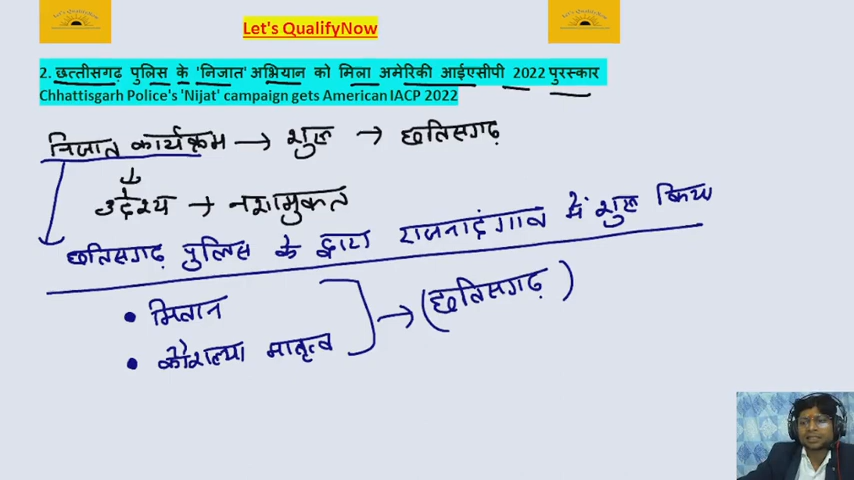 Let's QualifyNow
2. छत्तीसगढ़ पुलिस के 'निजात' अभियान को मिला अमेरिकी आईएसीपी 2022 पुरस्कार
Chhattisgarh Police's 'Nijat' campaign gets American IACP 2022
निजात कार्यक्रम → शुरू → छतिसगढ़
उद्देश्य → नशामुक्त
छतिसगढ़ पुलिस के द्वारा राजनादंगाव में शुरू किया
• मितान
• कौशल्या मातृत्व → (छतिसगढ़)